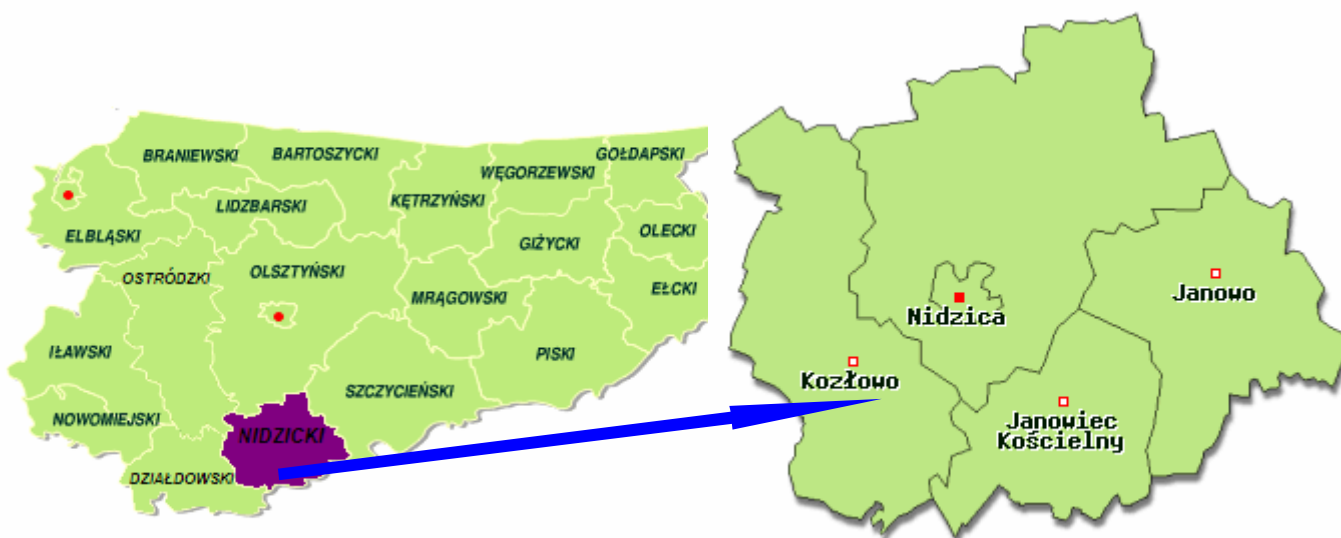 BRANIEWSKI
BARTOSZYCKI
GOŁDAPSKI
WĘGORZEWSKI
KĘTRZYŃSKI
LIDZBARSKI
ELBLĄSKI
GIŻYCKI
OLECKI
OSTRÓDZKI
OLSZTYŃSKI
MRĄGOWSKI
EŁCKI
IŁAWSKI
PISKI
SZCZYCIEŃSKI
NOWOMIEJSKI
NIDZICKI
DZIAŁDOWSKI
Janowo
Nidzica
Kozłowo
Janowiec
Kościelny